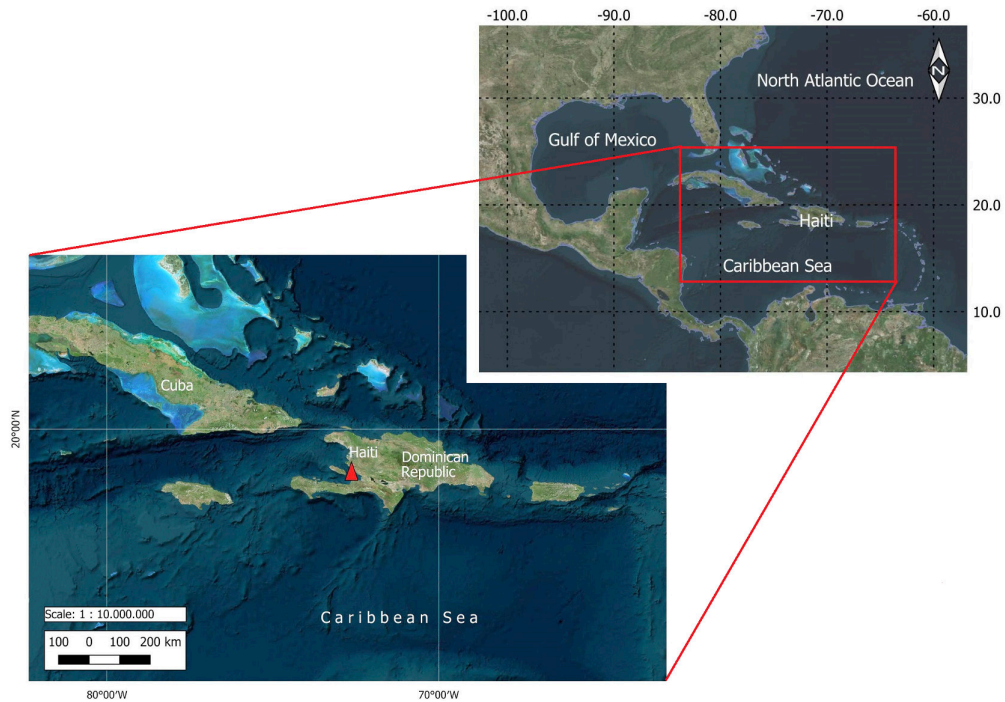 -100.0 -90.0 -80.0 -70.0 -60.0
North Atlantic Ocean
N
30.0
Gulf of Mexico
20.0
Haiti
Caribbean Sea
10.0
Cuba
20°00'N
Haiti
Dominican
Republic
Scale: 1 : 10.000.000
Caribbean Sea
100 0 100 200 km
80°00'W 70°00'W